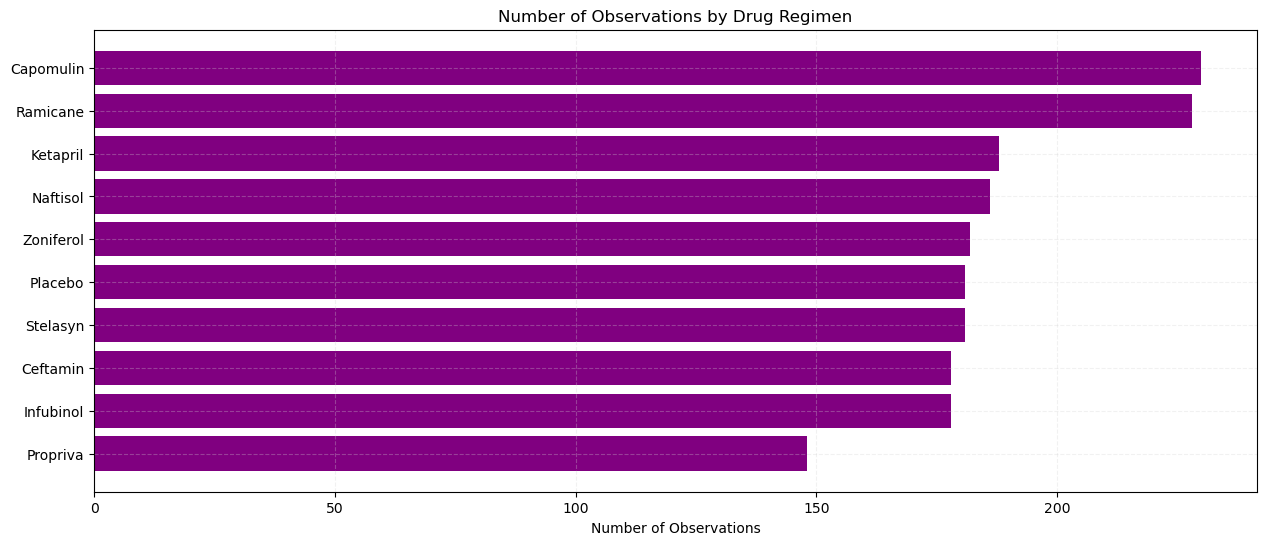 Number of Observations by Drug Regimen
Capomulin
Ramicane
Ketapril
Naftisol
Zoniferol
Placebo
Stelasyn
Ceftamin
Infubinol
Propriva
0 50 100 150 200
Number of Observations